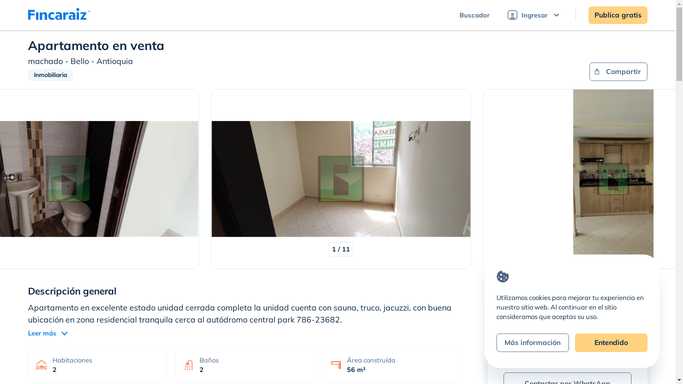 Fincaraiz
Buscador
Ingresar
Publica gratis
Apartamento en venta
machado - Bello - Antioquia
Inmobiliaria
Compartir
1 / 11
Descripción general
Apartamento en excelente estado unidad cerrada completa la unidad cuenta con sauna, truco, jacuzzi, con buena
ubicación en zona residencial tranquila cerca al autódromo central park 786-23682.
Leer más
Habitaciones
2
Baños
2
Área construida
56 m²
Utilizamos cookies para mejorar tu experiencia en
nuestro sitio web. Al continuar en el sitio
consideramos que aceptas su uso.
Más información
Entendido
Contactar por WhatsApp